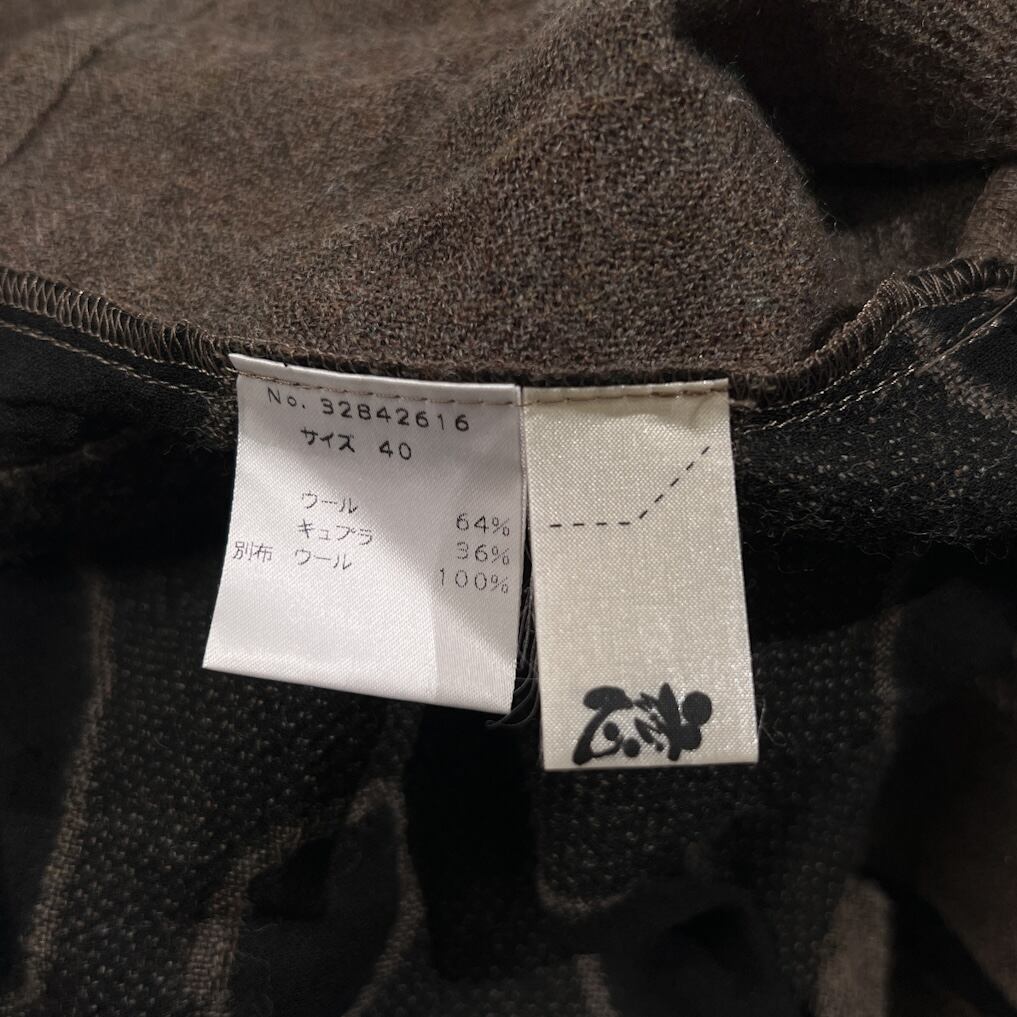 No. 32842616
サイズ 40
ウール 64%
キュプラ 36%
別布 ウール 100%